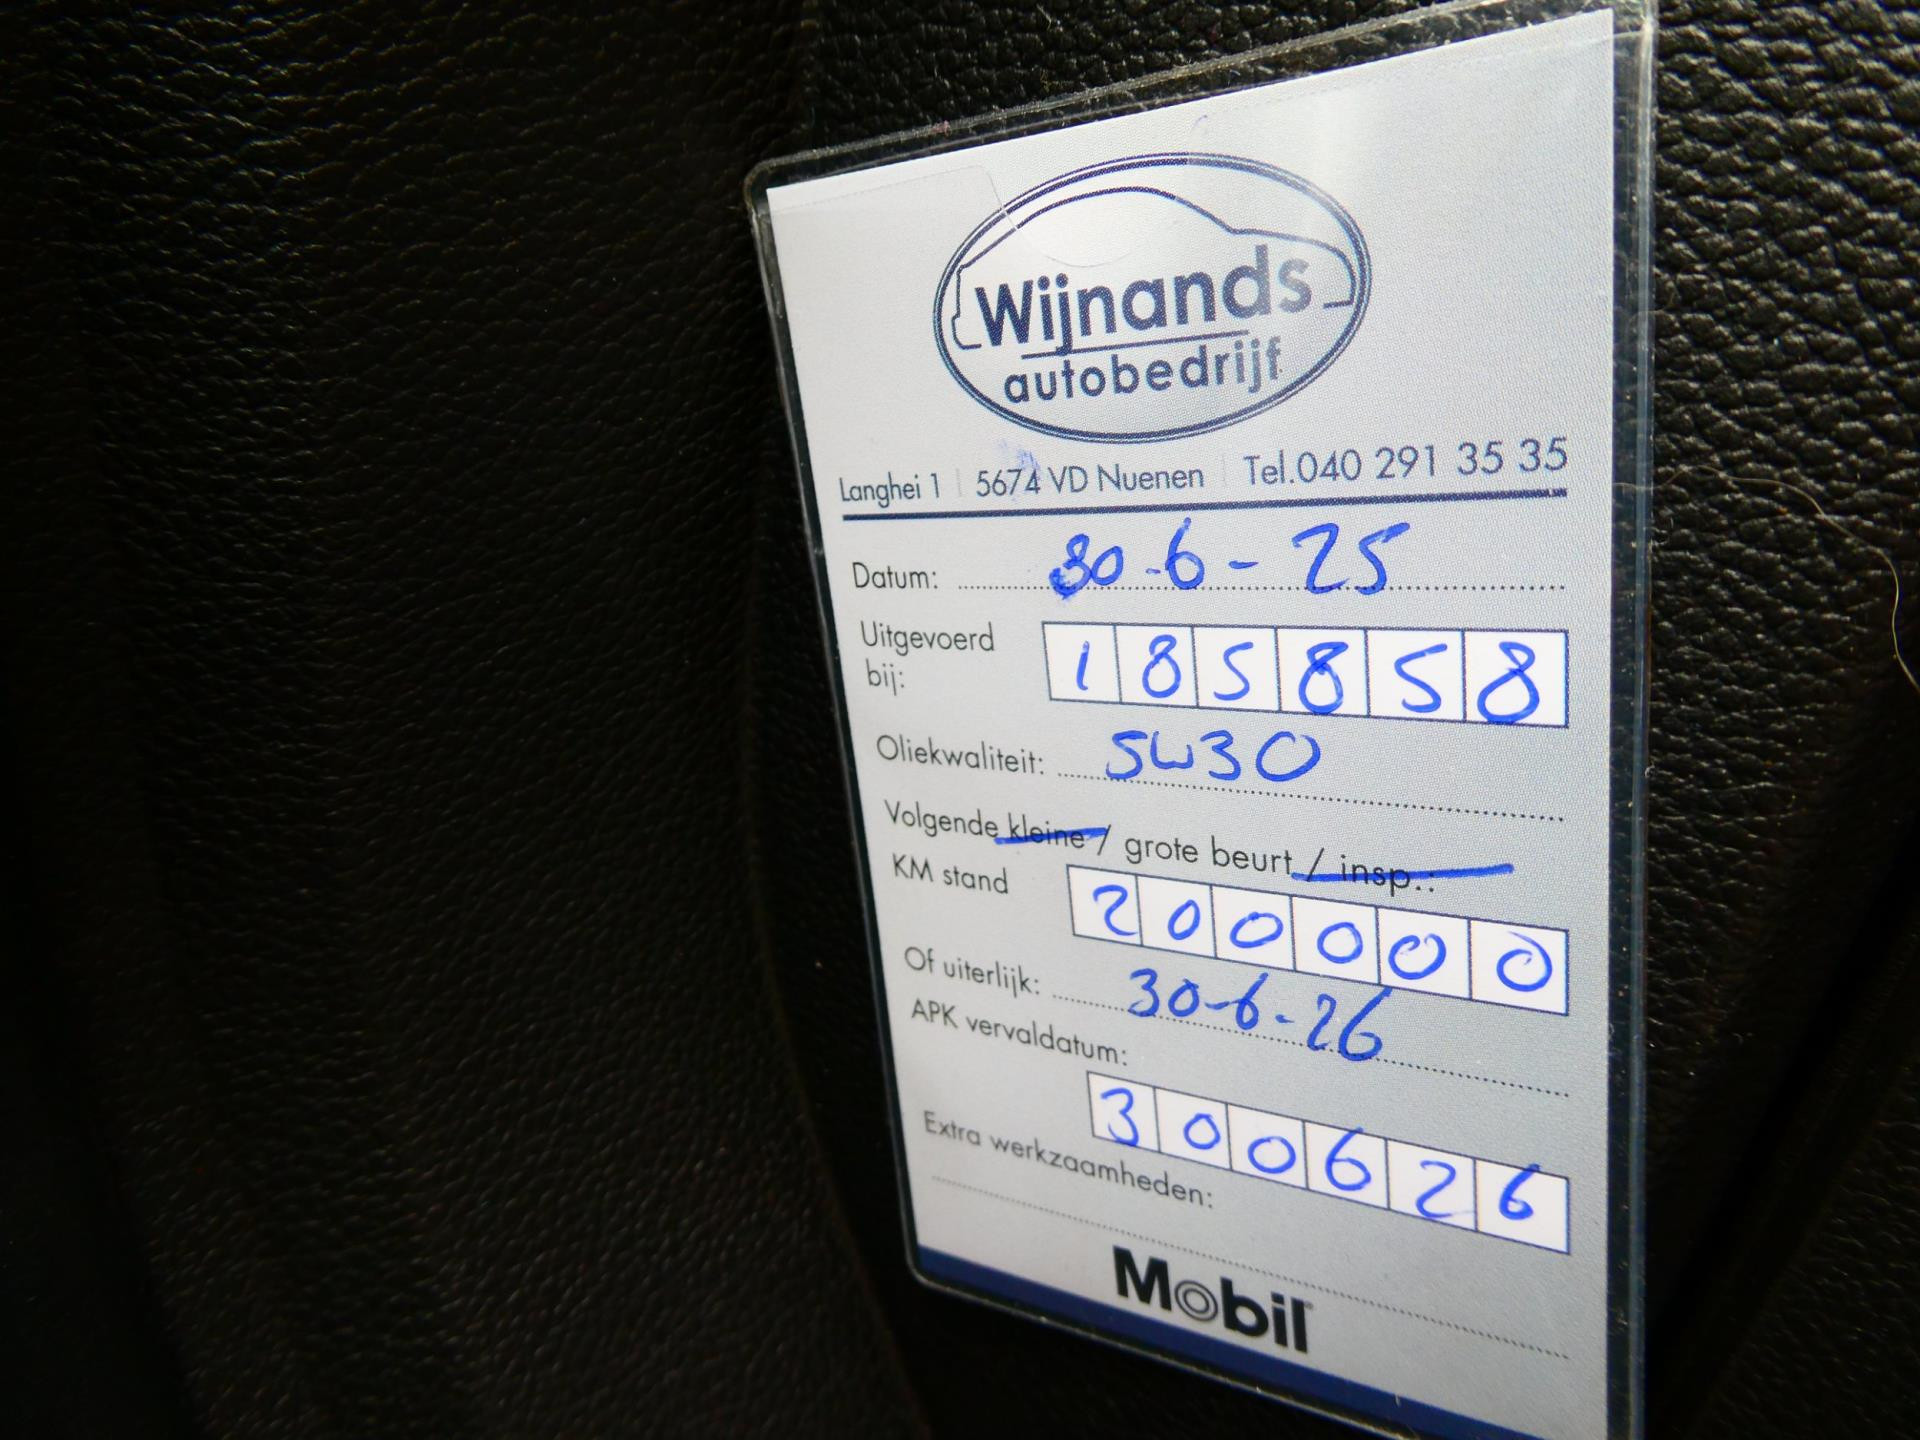 Wijnands
autobedrijf
Langhei 1 | 5674 VD Nuenen | Tel.040 291 35 35
Datum: 30-6-25
Uitgevoerd
bij: 185858
Oliekwaliteit: 5W30
Volgende kleine / grote beurt / insp.:
KM stand 200000
Of uiterlijk: 30-6-26
APK vervaldatum:
300626
Extra werkzaamheden:
Mobil